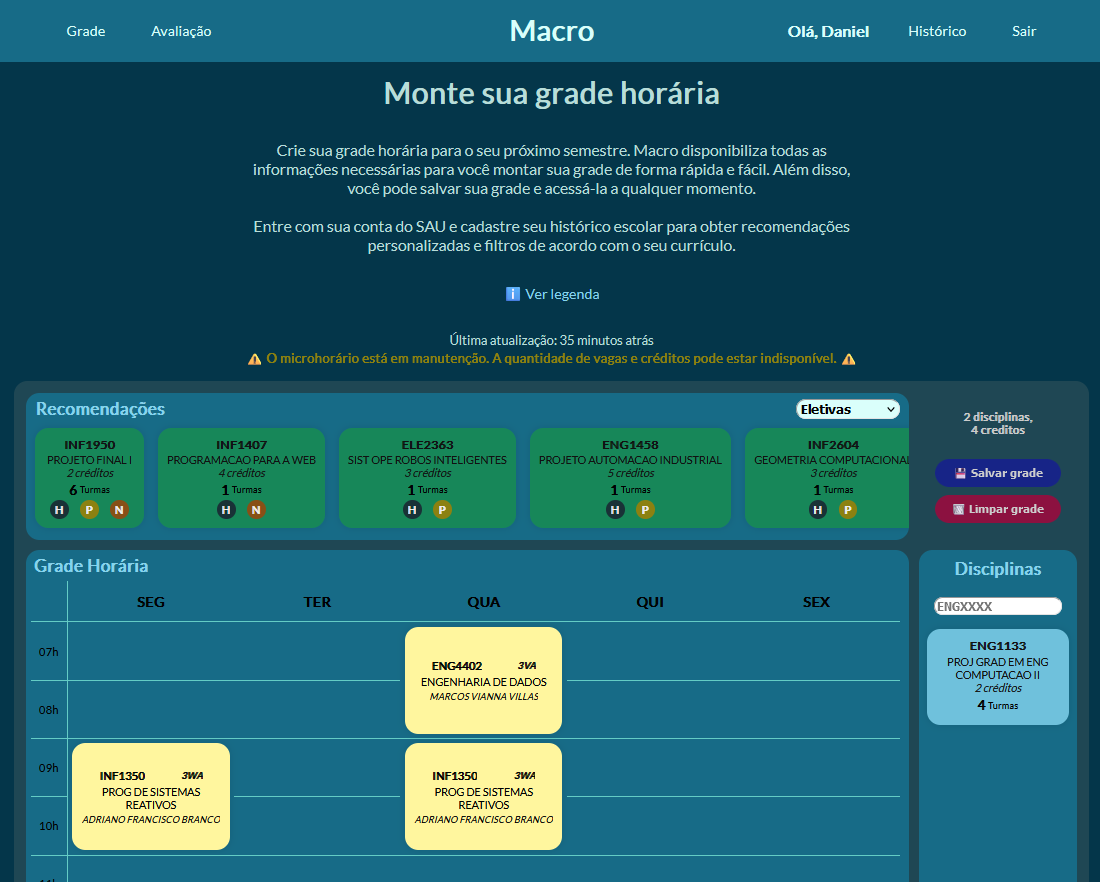 Grade
Avaliação
Macro
Olá, Daniel
Histórico
Sair
Monte sua grade horária
Crie sua grade horária para o seu próximo semestre. Macro disponibiliza todas as
informações necessárias para você montar sua grade de forma rápida e fácil. Além disso,
você pode salvar sua grade e acessá-la a qualquer momento.
Entre com sua conta do SAU e cadastre seu histórico escolar para obter recomendações
personalizadas e filtros de acordo com o seu currículo.
ℹ️ Ver legenda
Última atualização: 35 minutos atrás
⚠️ O microhorário está em manutenção. A quantidade de vagas e créditos pode estar indisponível. ⚠️
Recomendações
Eletivas
INF1950
PROJETO FINAL I
2 créditos
6 Turmas
H P N
INF1407
PROGRAMACAO PARA A WEB
4 créditos
1 Turmas
H N
ELE2363
SIST OPE ROBOS INTELIGENTES
3 créditos
1 Turmas
H P
ENG1458
PROJETO AUTOMACAO INDUSTRIAL
5 créditos
1 Turmas
H P
INF2604
GEOMETRIA COMPUTACIONAL
3 créditos
1 Turmas
H P
2 disciplinas,
4 creditos
💾 Salvar grade
🗑️ Limpar grade
Grade Horária
SEG TER QUA QUI SEX
07h
08h
09h
10h
11h
ENG4402 3VA
ENGENHARIA DE DADOS
MARCOS VIANNA VILLAS
INF1350 3WA
PROG DE SISTEMAS
REATIVOS
ADRIANO FRANCISCO BRANCO
INF1350 3WA
PROG DE SISTEMAS
REATIVOS
ADRIANO FRANCISCO BRANCO
Disciplinas
ENGXXXX
ENG1133
PROJ GRAD EM ENG
COMPUTACAO II
2 créditos
4 Turmas